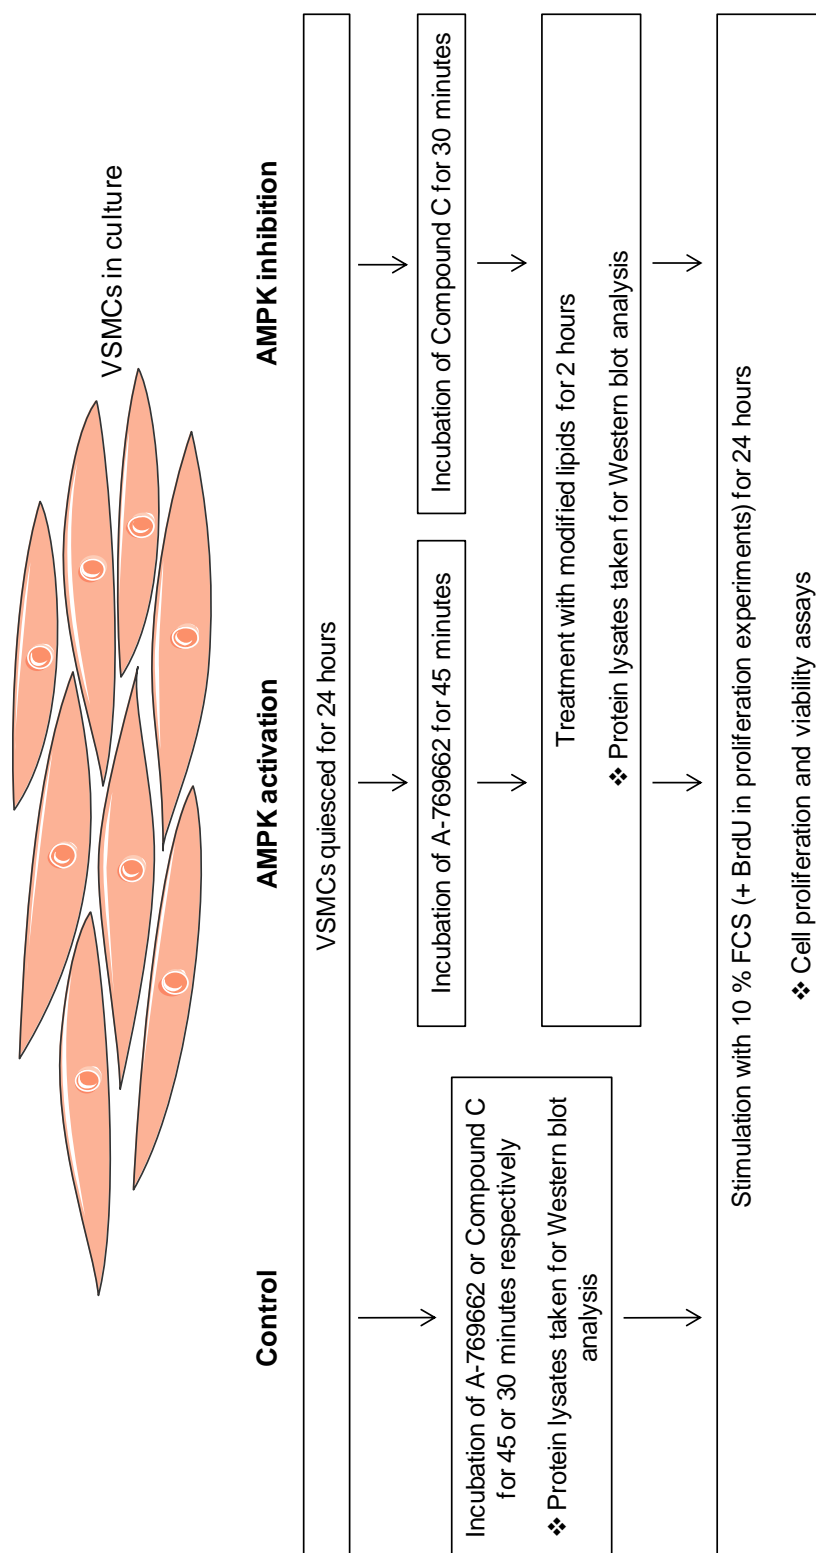 VSMCs in culture
Control
AMPK activation
AMPK inhibition
VSMCs quiesced for 24 hours
Incubation of A-769662 or Compound C
for 45 or 30 minutes respectively
❖ Protein lysates taken for Western blot
analysis
Incubation of A-769662 for 45 minutes
Incubation of Compound C for 30 minutes
Treatment with modified lipids for 2 hours
❖ Protein lysates taken for Western blot analysis
Stimulation with 10 % FCS (+ BrdU in proliferation experiments) for 24 hours
❖ Cell proliferation and viability assays